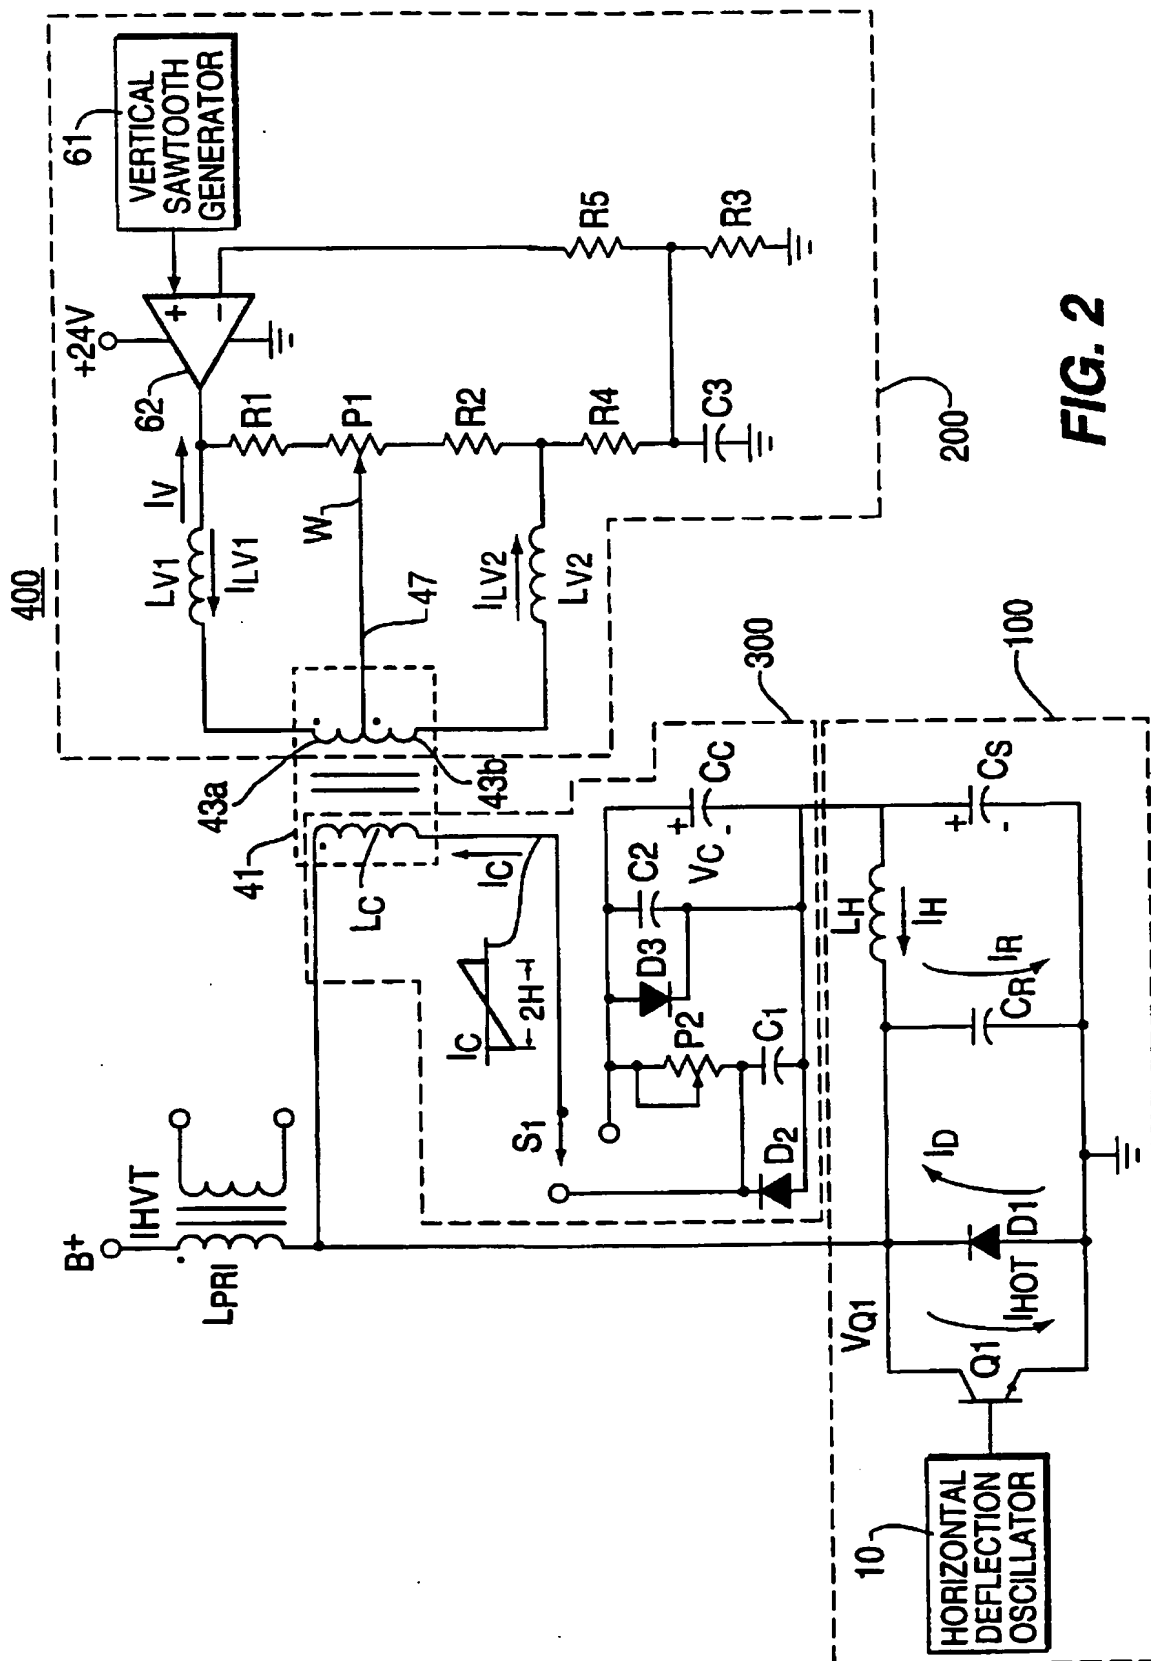 400
61
VERTICAL
SAWTOOTH
GENERATOR
+24V
62
+
−
IV
LV1
ILV1
R1
P1
W
47
R2
R4
R5
R3
C3
ILV2
LV2
200
43a
43b
41
LC
IC
IC
2H
S1
300
P2
D3
C2
C1
D2
+
VC
-
CC
B+
IHVT
LPRI
100
VQ1
10
HORIZONTAL
DEFLECTION
OSCILLATOR
Q1
IHOT
D1
ID
CR
IR
LH
IH
+
-
CS
FIG. 2